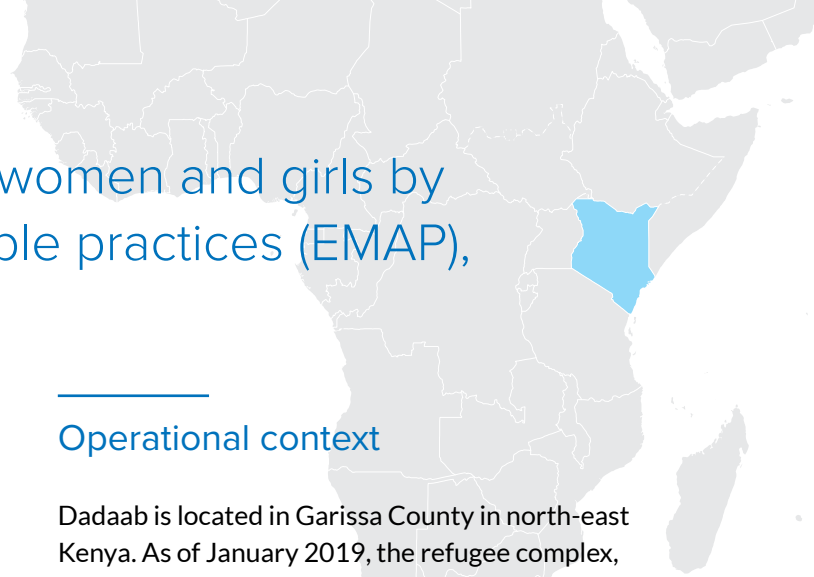 women and girls by
ble practices (EMAP),
Operational context
Dadaab is located in Garissa County in north-east
Kenya. As of January 2019, the refugee complex,